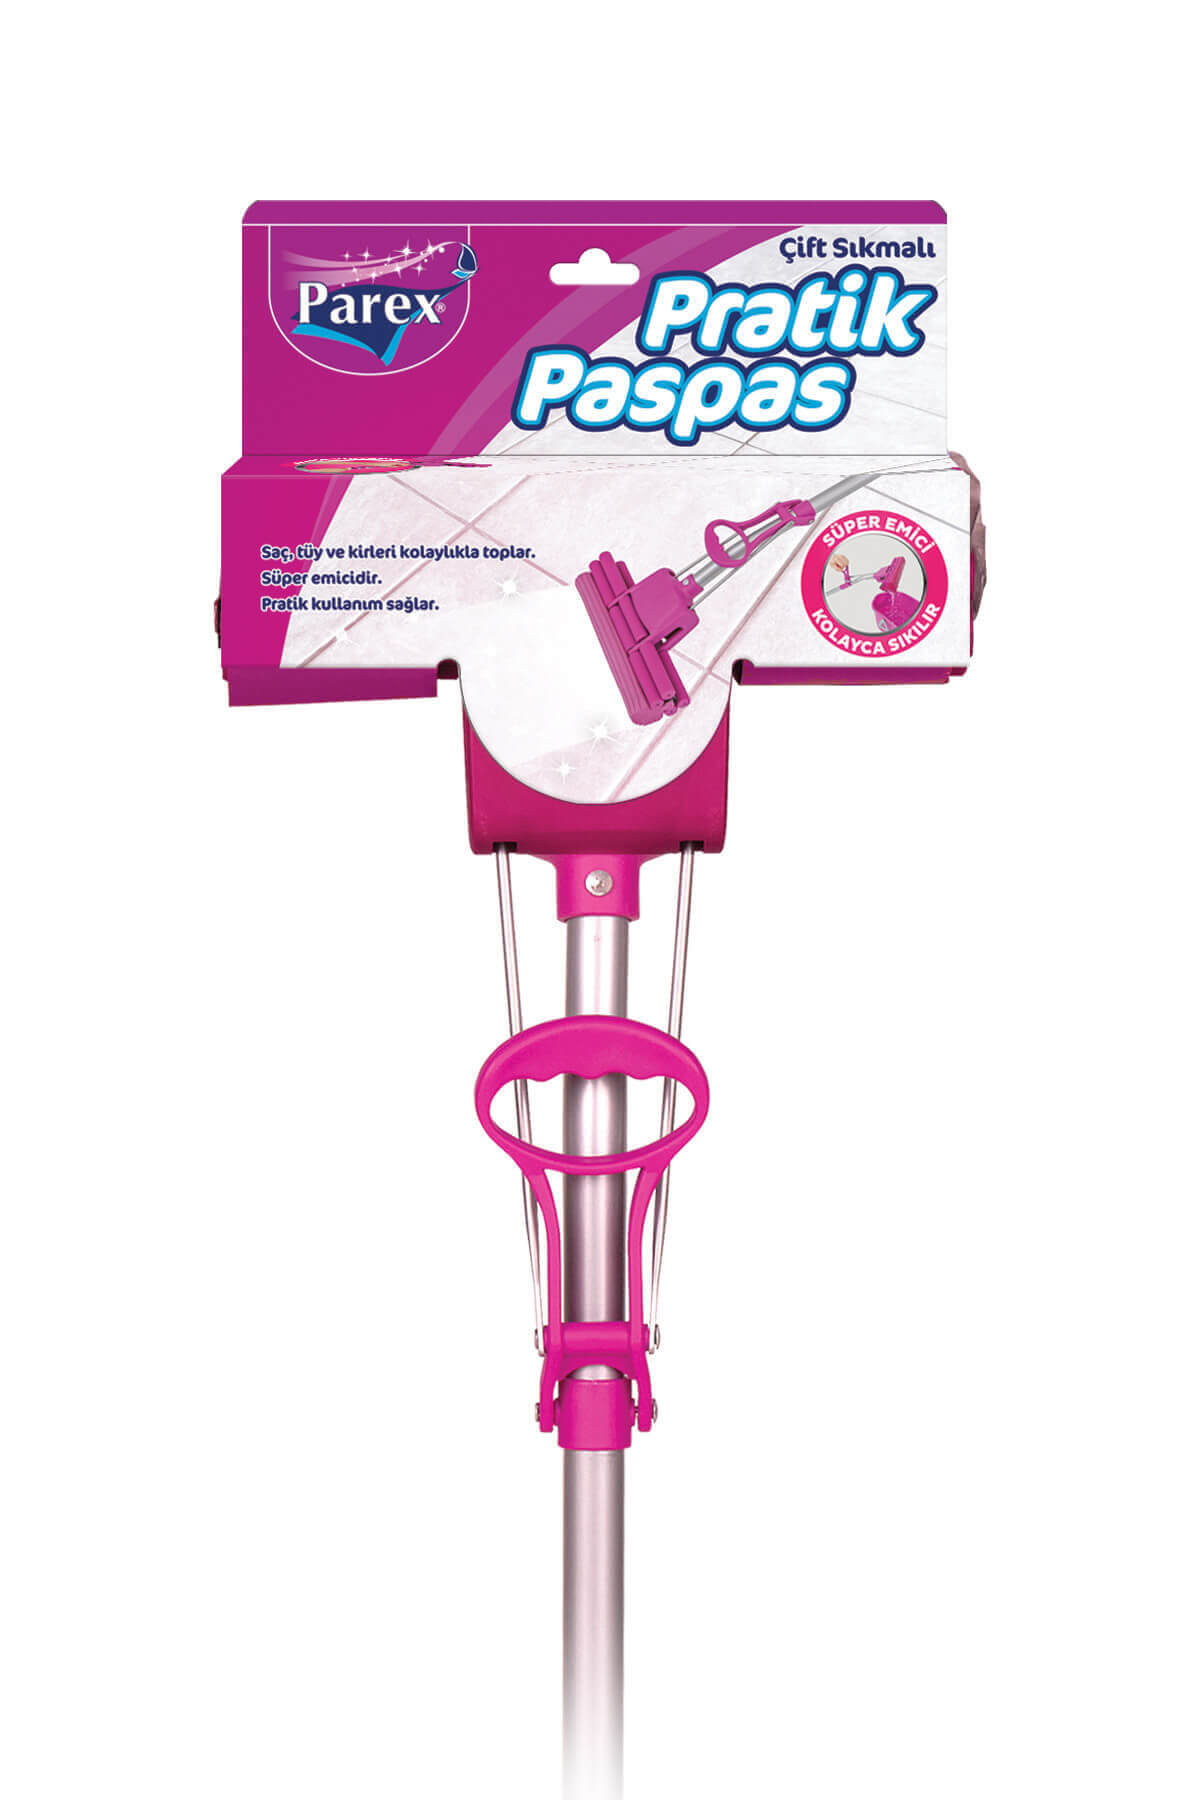 Parex®
Çift Sıkmalı
Pratik
Paspas
Saç, tüy ve kirleri kolaylıkla toplar.
Süper emicidir.
Pratik kullanım sağlar.
SÜPER EMİCİ
KOLAYCA SIKILIR